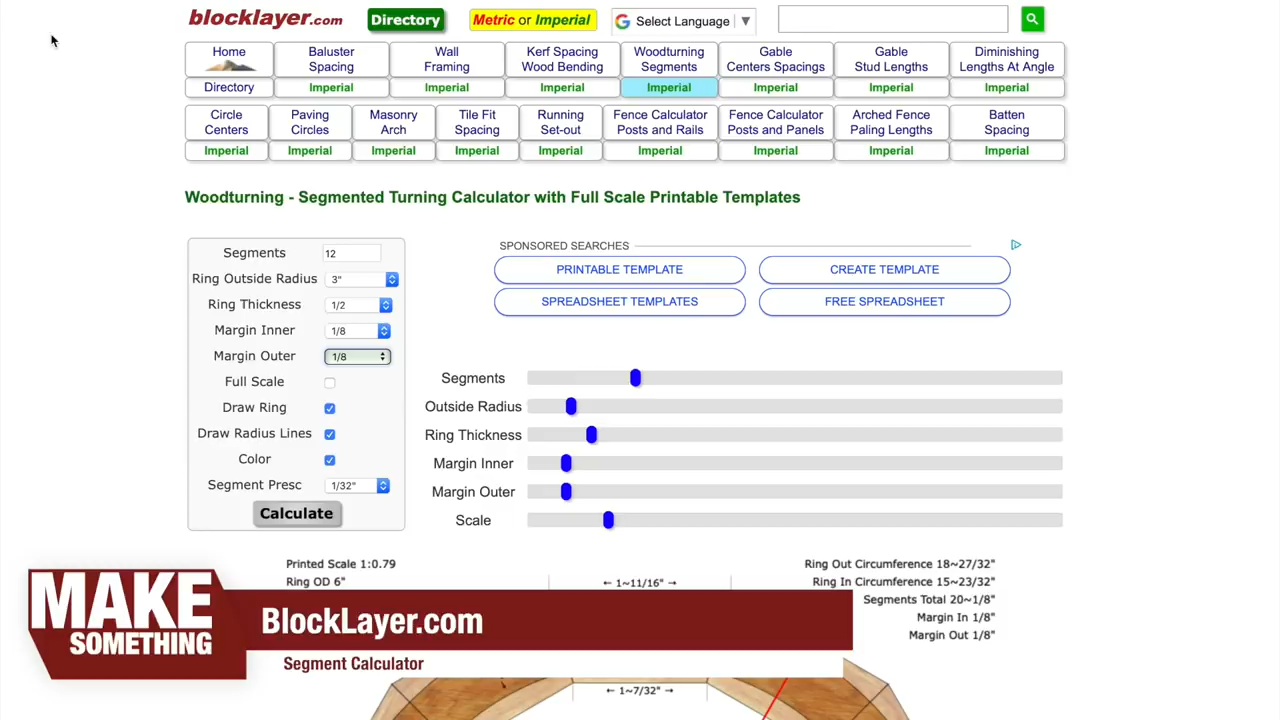 blocklayer.com
Directory
Metric or Imperial
Select Language
Home
Baluster Spacing
Wall Framing
Kerf Spacing Wood Bending
Woodturning Segments
Gable Centers Spacings
Gable Stud Lengths
Diminishing Lengths At Angle
Directory
Imperial
Imperial
Imperial
Imperial
Imperial
Imperial
Imperial
Circle Centers
Paving Circles
Masonry Arch
Tile Fit Spacing
Running Set-out
Fence Calculator Posts and Rails
Fence Calculator Posts and Panels
Arched Fence Paling Lengths
Batten Spacing
Imperial
Imperial
Imperial
Imperial
Imperial
Imperial
Imperial
Imperial
Imperial
Woodturning - Segmented Turning Calculator with Full Scale Printable Templates
Segments 12
Ring Outside Radius 3"
Ring Thickness 1/2
Margin Inner 1/8
Margin Outer 1/8
Full Scale
Draw Ring
Draw Radius Lines
Color
Segment Presc 1/32"
Calculate
SPONSORED SEARCHES
PRINTABLE TEMPLATE
CREATE TEMPLATE
SPREADSHEET TEMPLATES
FREE SPREADSHEET
Segments
Outside Radius
Ring Thickness
Margin Inner
Margin Outer
Scale
Printed Scale 1:0.79
Ring OD 6"
← 1~11/16" →
Ring Out Circumference 18~27/32"
Ring In Circumference 15~23/32"
Segments Total 20~1/8"
Margin In 1/8"
Margin Out 1/8"
← 1~7/32" →
MAKE
SOMETHING
BlockLayer.com
Segment Calculator